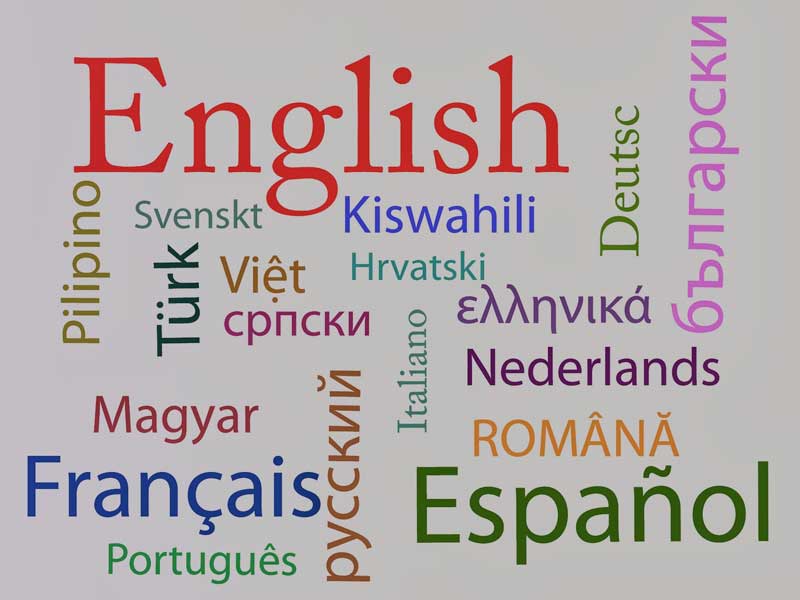 English
български
Deutsc
Pilipino
Svenskt
Kiswahili
Türk
Việt
Hrvatski
српски
ελληνικά
Italiano
Nederlands
Magyar
русский
ROMÂNĂ
Français
Español
Português